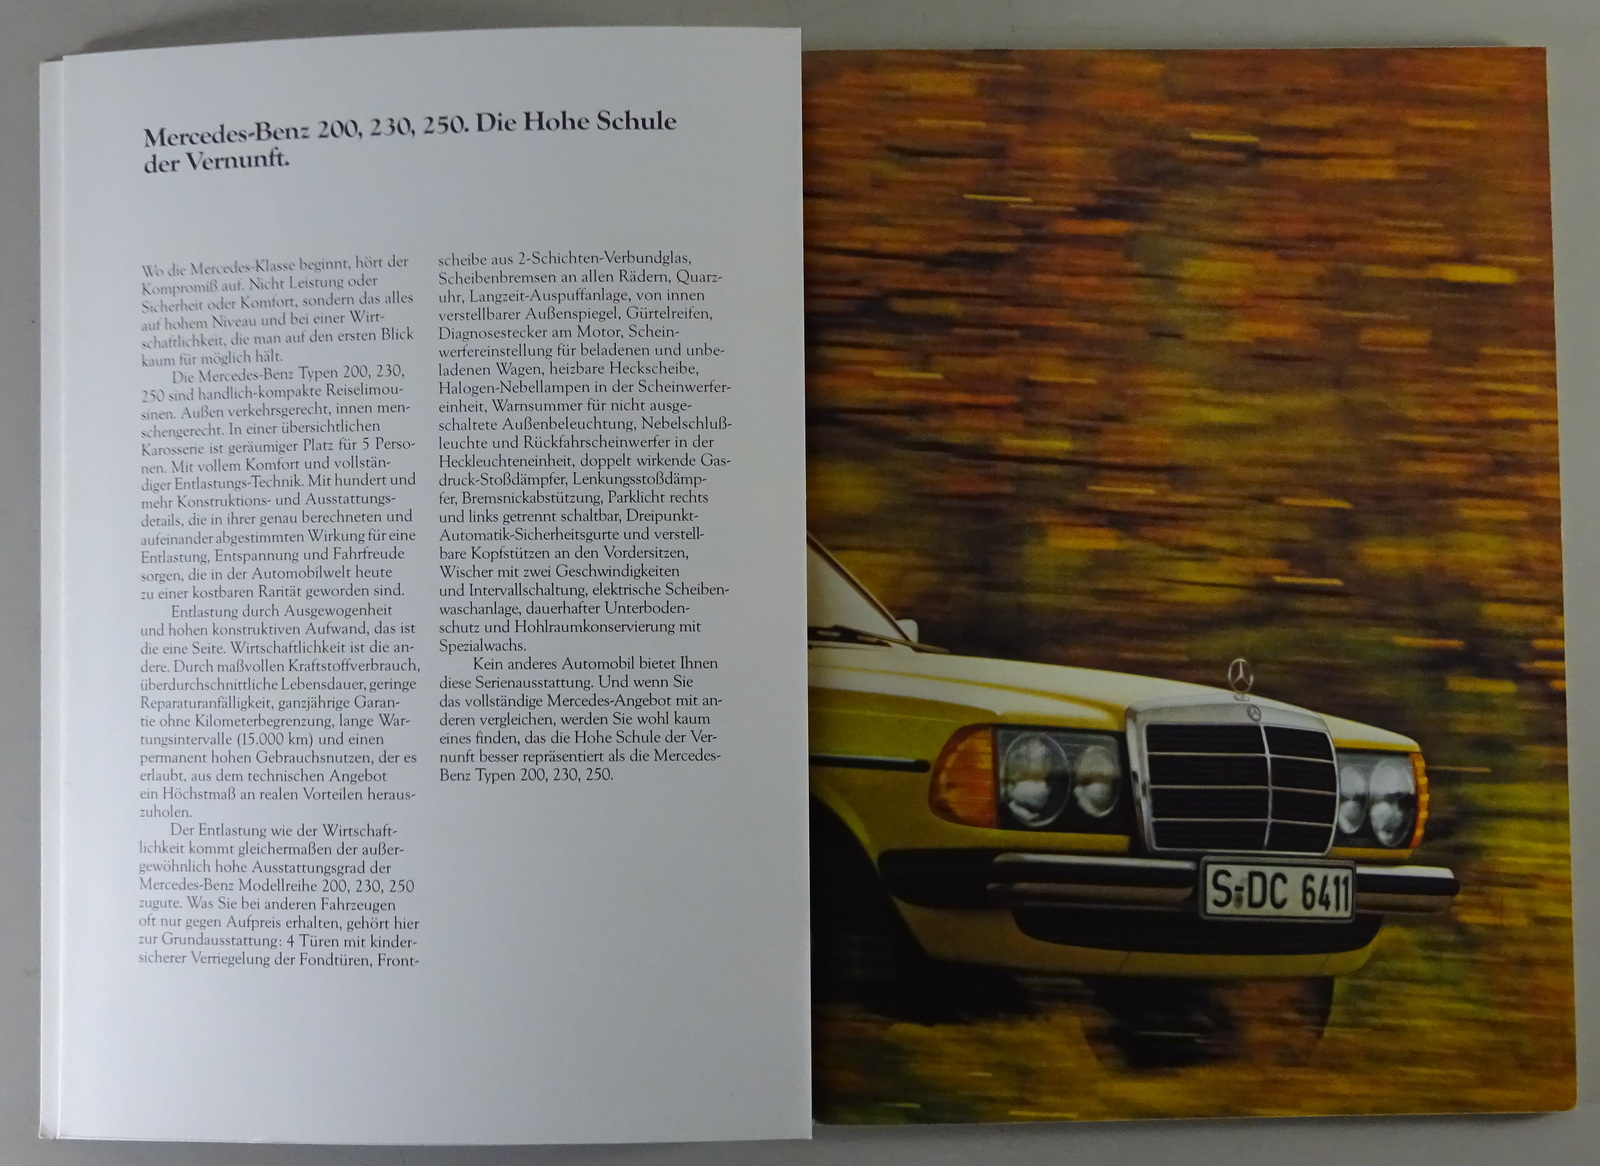 Mercedes-Benz 200, 230, 250. Die Hohe Schule
der Vernunft.
Wo die Mercedes-Klasse beginnt, hört der
Kompromiß auf. Nicht Leistung oder
Sicherheit oder Komfort, sondern das alles
auf hohem Niveau und bei einer Wirt-
schaftlichkeit, die man auf den ersten Blick
kaum für möglich hält.
Die Mercedes-Benz Typen 200, 230,
250 sind handlich-kompakte Reiselimou-
sinen. Außen verkehrsgerecht, innen men-
schengerecht. In einer übersichtlichen
Karosserie ist geräumiger Platz für 5 Perso-
nen. Mit vollem Komfort und vollstän-
diger Entlastungs-Technik. Mit hundert und
mehr Konstruktions- und Ausstattungs-
details, die in ihrer genau berechneten und
aufeinander abgestimmten Wirkung für eine
Entlastung, Entspannung und Fahrfreude
sorgen, die in der Automobilwelt heute
zu einer kostbaren Rarität geworden sind.
Entlastung durch Ausgewogenheit
und hohen konstruktiven Aufwand, das ist
die eine Seite. Wirtschaftlichkeit ist die an-
dere. Durch maßvollen Kraftstoffverbrauch,
überdurchschnittliche Lebensdauer, geringe
Reparaturanfälligkeit, ganzjährige Garan-
tie ohne Kilometerbegrenzung, lange War-
tungsintervalle (15.000 km) und einen
permanent hohen Gebrauchsnutzen, der es
erlaubt, aus dem technischen Angebot
ein Höchstmaß an realen Vorteilen heraus-
zuholen.
Der Entlastung wie der Wirtschaft-
lichkeit kommt gleichermaßen der außer-
gewöhnlich hohe Ausstattungsgrad der
Mercedes-Benz Modellreihe 200, 230, 250
zugute. Was Sie bei anderen Fahrzeugen
oft nur gegen Aufpreis erhalten, gehört hier
zur Grundausstattung: 4 Türen mit kinder-
sicherer Verriegelung der Fondtüren, Front-
scheibe aus 2-Schichten-Verbundglas,
Scheibenbremsen an allen Rädern, Quarz-
uhr, Langzeit-Auspuffanlage, von innen
verstellbarer Außenspiegel, Gürtelreifen,
Diagnosestecker am Motor, Schein-
werfereinstellung für beladenen und unbe-
ladenen Wagen, heizbare Heckscheibe,
Halogen-Nebellampen in der Scheinwerfer-
einheit, Warnsummer für nicht ausge-
schaltete Außenbeleuchtung, Nebelschluß-
leuchte und Rückfahrscheinwerfer in der
Heckleuchteneinheit, doppelt wirkende Gas-
druck-Stoßdämpfer, Lenkungsstoßdämp-
fer, Bremsnickabstützung, Parklicht rechts
und links getrennt schaltbar, Dreipunkt-
Automatik-Sicherheitsgurte und verstell-
bare Kopfstützen an den Vordersitzen,
Wischer mit zwei Geschwindigkeiten
und Intervallschaltung, elektrische Scheiben-
waschanlage, dauerhafter Unterboden-
schutz und Hohlraumkonservierung mit
Spezialwachs.
Kein anderes Automobil bietet Ihnen
diese Serienausstattung. Und wenn Sie
das vollständige Mercedes-Angebot mit an-
deren vergleichen, werden Sie wohl kaum
eines finden, das die Hohe Schule der Ver-
nunft besser repräsentiert als die Mercedes-
Benz Typen 200, 230, 250.
S-DC 6411